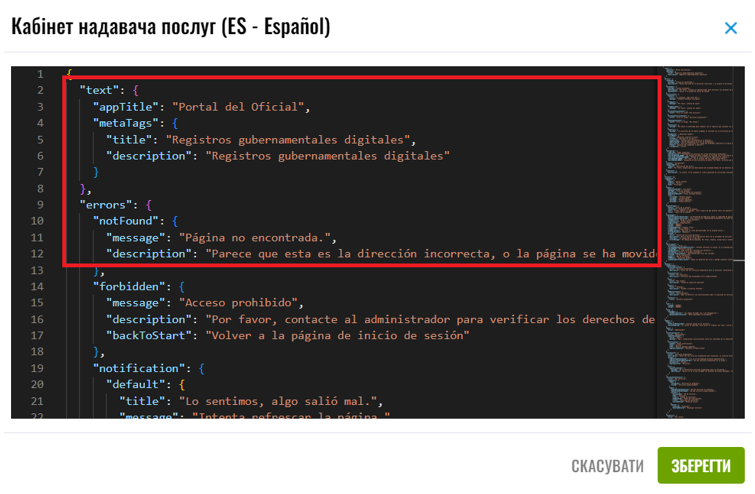 Кабінет надавача послуг (ES - Español)
1 {
2 "text": {
3 "appTitle": "Portal del Oficial",
4 "metaTags": {
5 "title": "Registros gubernamentales digitales",
6 "description": "Registros gubernamentales digitales"
7 }
8 },
9 "errors": {
10 "notFound": {
11 "message": "Página no encontrada.",
12 "description": "Parece que esta es la dirección incorrecta, o la página se ha movid
13 },
14 "forbidden": {
15 "message": "Acceso prohibido",
16 "description": "Por favor, contacte al administrador para verificar los derechos de
17 "backToStart": "Volver a la página de inicio de sesión"
18 },
19 "notification": {
20 "default": {
21 "title": "Lo sentimos, algo salió mal.",
22 "message": "Intenta refrescar la página."
СКАСУВАТИ ЗБЕРЕГТИ